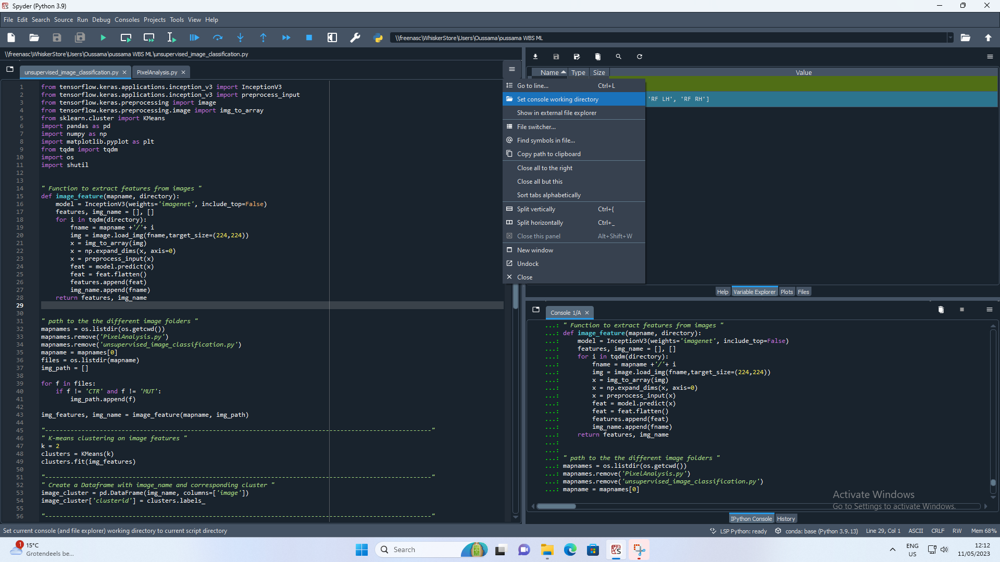 Spyder (Python 3.9)
File Edit Search Source Run Debug Consoles Projects Tools View Help
\\freenasc\WhiskerStore\Users\Oussama\oussama WBS ML
\\freenasc\WhiskerStore\Users\Oussama\oussama WBS ML\unsupervised_image_classification.py
unsupervised_image_classification.py
PixelAnalysis.py
1 from tensorflow.keras.applications.inception_v3 import InceptionV3
2 from tensorflow.keras.applications.inception_v3 import preprocess_input
3 from tensorflow.keras.preprocessing import image
4 from tensorflow.keras.preprocessing.image import img_to_array
5 from sklearn.cluster import KMeans
6 import pandas as pd
7 import numpy as np
8 import matplotlib.pyplot as plt
9 from tqdm import tqdm
10 import os
11 import shutil
12
13
14 " Function to extract features from images "
15 def image_feature(mapname, directory):
16 model = InceptionV3(weights='imagenet', include_top=False)
17 features, img_name = [], []
18 for i in tqdm(directory):
19 fname = mapname +'/'+ i
20 img = image.load_img(fname,target_size=(224,224))
21 x = img_to_array(img)
22 x = np.expand_dims(x, axis=0)
23 x = preprocess_input(x)
24 feat = model.predict(x)
25 feat = feat.flatten()
26 features.append(feat)
27 img_name.append(fname)
28 return features, img_name
29
30
31 " path to the the different image folders "
32 mapnames = os.listdir(os.getcwd())
33 mapnames.remove('PixelAnalysis.py')
34 mapnames.remove('unsupervised_image_classification.py')
35 mapname = mapnames[0]
36 files = os.listdir(mapname)
37 img_path = []
38
39 for f in files:
40 if f != 'CTR' and f != 'MUT':
41 img_path.append(f)
42
43 img_features, img_name = image_feature(mapname, img_path)
44
45 "----------------------------------------------------------------------------------------------------------"
46 " K-means clustering on image features "
47 k = 2
48 clusters = KMeans(k)
49 clusters.fit(img_features)
50
51 "----------------------------------------------------------------------------------------------------------"
52 " Create a Dataframe with image_name and corresponding cluster "
53 image_cluster = pd.DataFrame(img_name, columns=['image'])
54 image_cluster['clusterid'] = clusters.labels_
55
56 "----------------------------------------------------------------------------------------------------------"
Go to line... Ctrl+L
Set console working directory
Show in external file explorer
File switcher...
Find symbols in file...
Copy path to clipboard
Close all to the right
Close all but this
Sort tabs alphabetically
Split vertically Ctrl+{
Split horizontally Ctrl+_
Close this panel Alt+Shift+W
New window
Undock
Close
Name Type Size Value
'RF LH', 'RF RH']
Help Variable Explorer Plots Files
Console 1/A
...: " Function to extract features from images "
...: def image_feature(mapname, directory):
...: model = InceptionV3(weights='imagenet', include_top=False)
...: features, img_name = [], []
...: for i in tqdm(directory):
...: fname = mapname +'/'+ i
...: img = image.load_img(fname,target_size=(224,224))
...: x = img_to_array(img)
...: x = np.expand_dims(x, axis=0)
...: x = preprocess_input(x)
...: feat = model.predict(x)
...: feat = feat.flatten()
...: features.append(feat)
...: img_name.append(fname)
...: return features, img_name
...:
...:
...: " path to the the different image folders "
...: mapnames = os.listdir(os.getcwd())
...: mapnames.remove('PixelAnalysis.py')
...: mapnames.remove('unsupervised_image_classification.py')
...: mapname = mapnames[0]
Activate Windows
Go to Settings to activate Windows.
IPython Console History
Set current console (and file explorer) working directory to current script directory
LSP Python: ready conda: base (Python 3.9.13) Line 29, Col 1 ASCII CRLF RW Mem 68%
1
15°C
Grotendeels be...
Search
ENG
US
12:12
11/05/2023